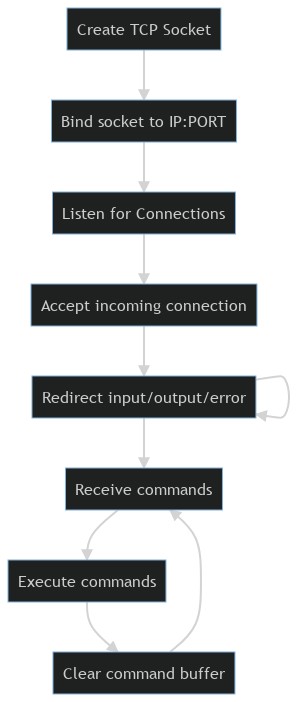 Create TCP Socket
Bind socket to IP:PORT
Listen for Connections
Accept incoming connection
Redirect input/output/error
Receive commands
Execute commands
Clear command buffer